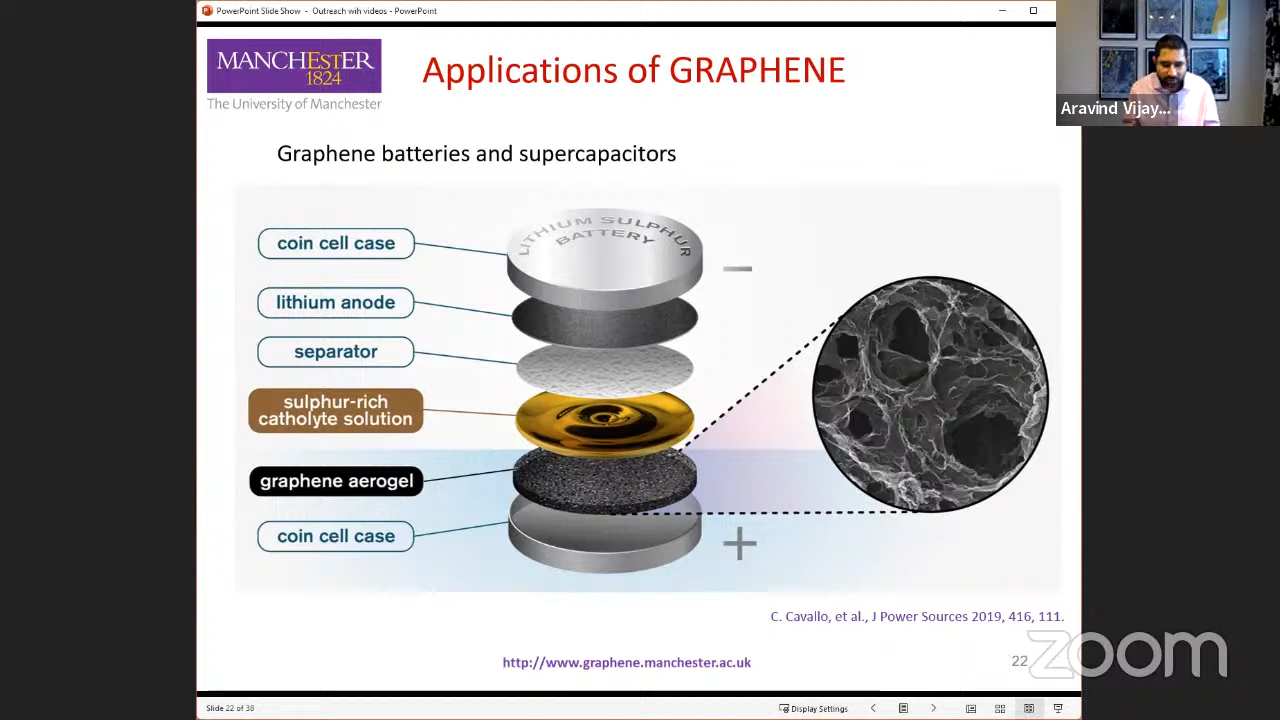 PowerPoint Slide Show - Outreach wih videos - PowerPoint
MANCHESTER
1824
The University of Manchester
Applications of GRAPHENE
Aravind Vijay...
Graphene batteries and supercapacitors
LITHIUM SULPHUR
BATTERY
coin cell case
−
lithium anode
separator
sulphur-rich
catholyte solution
graphene aerogel
coin cell case
+
C. Cavallo, et al., J Power Sources 2019, 416, 111.
http://www.graphene.manchester.ac.uk
22
zoom
Slide 22 of 38
Display Settings